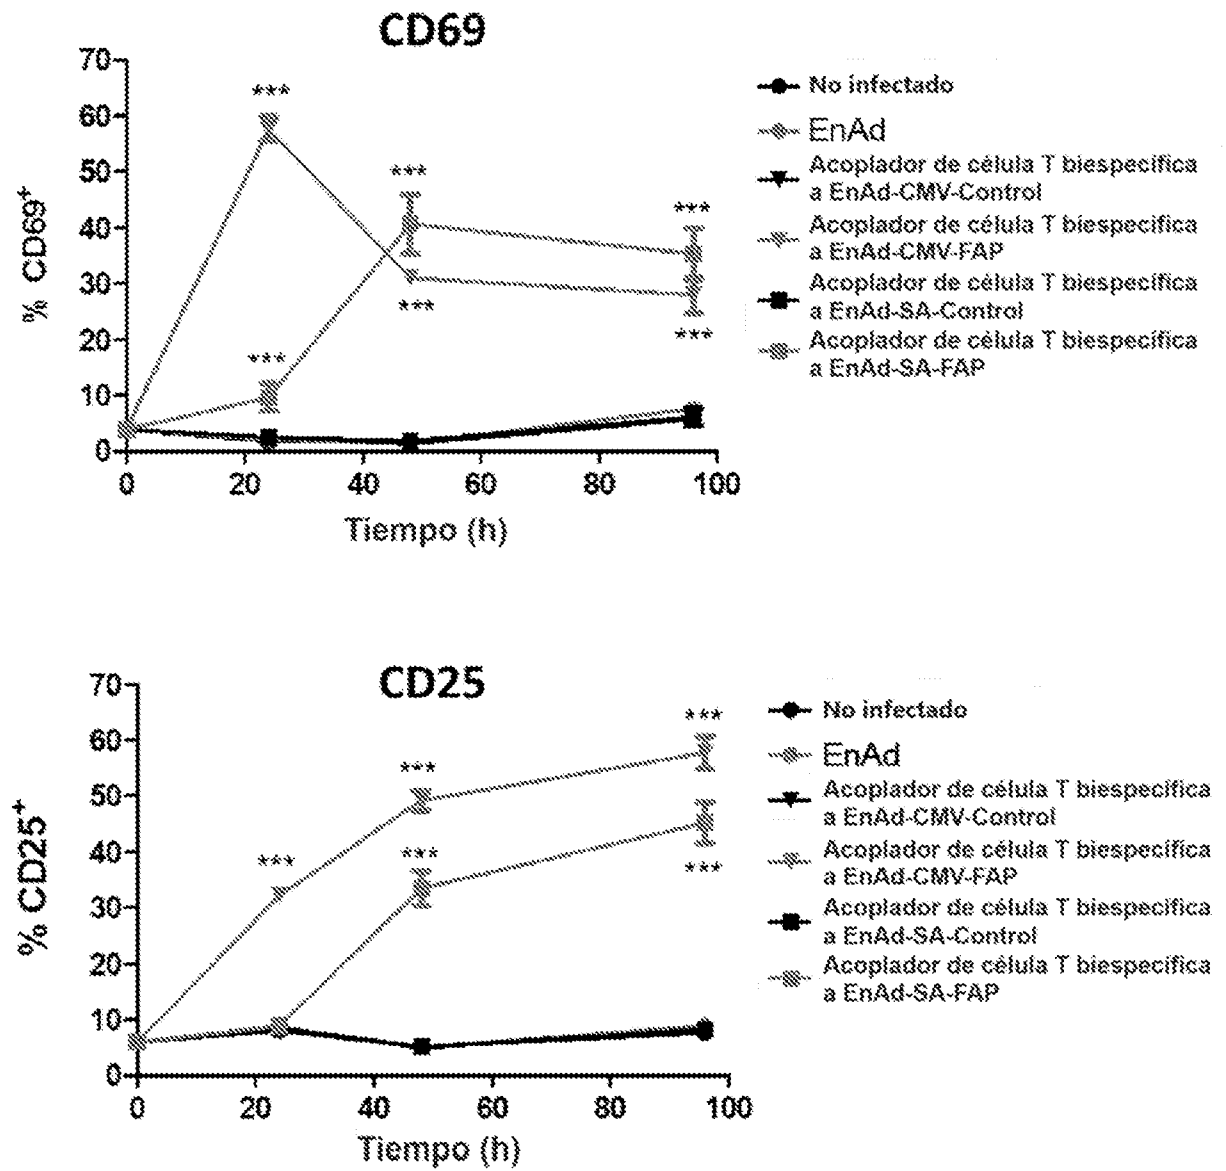 CD69
70
60
50
40
30
20
10
0
% CD69+
***
***
***
***
***
***
0 20 40 60 80 100
Tiempo (h)
No infectado
EnAd
Acoplador de célula T biespecífica
a EnAd-CMV-Control
Acoplador de célula T biespecífica
a EnAd-CMV-FAP
Acoplador de célula T biespecífica
a EnAd-SA-Control
Acoplador de célula T biespecífica
a EnAd-SA-FAP
CD25
70
60
50
40
30
20
10
0
% CD25+
***
***
***
***
***
0 20 40 60 80 100
Tiempo (h)
No infectado
EnAd
Acoplador de célula T biespecífica
a EnAd-CMV-Control
Acoplador de célula T biespecífica
a EnAd-CMV-FAP
Acoplador de célula T biespecífica
a EnAd-SA-Control
Acoplador de célula T biespecífica
a EnAd-SA-FAP